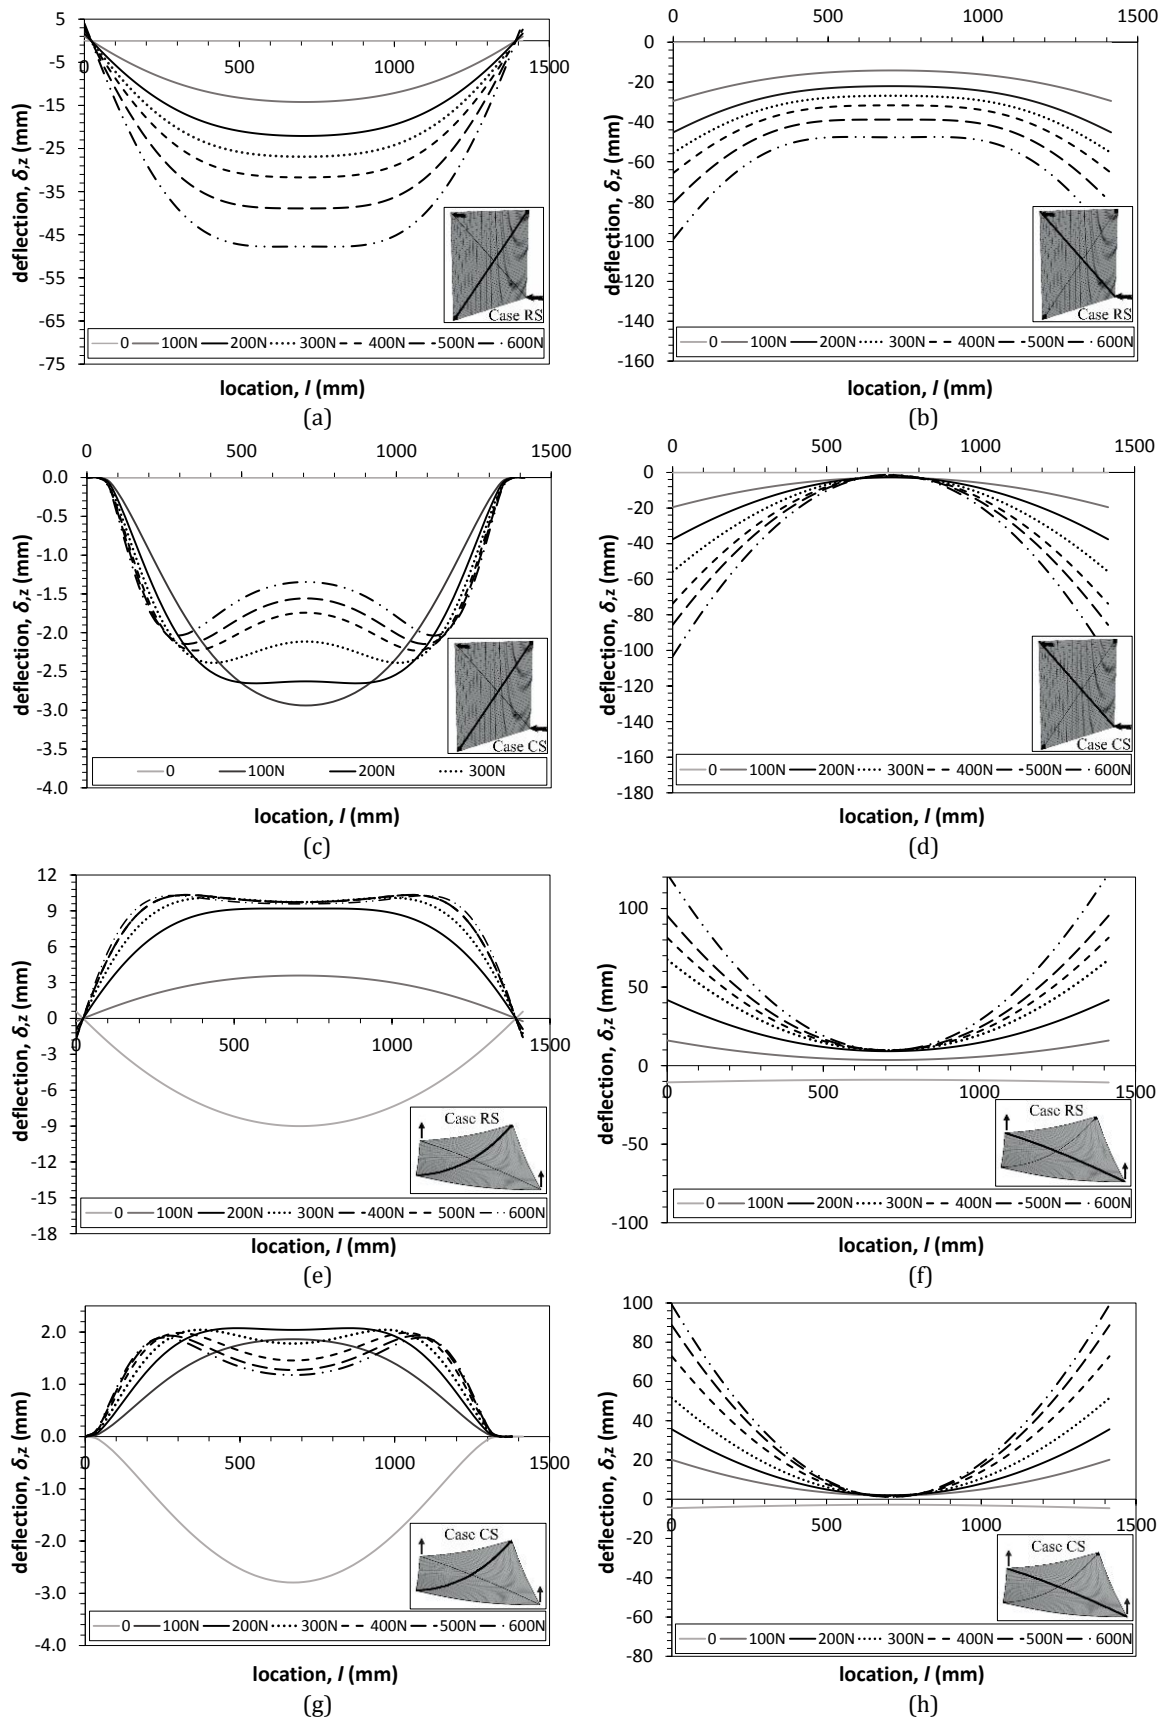 5
-5
-15
-25
-35
-45
-55
-65
-75
0 500 1000 1500
deflection, δ,z (mm)
Case RS
0 100N 200N 300N 400N 500N 600N
location, l (mm)
(a)
0 500 1000 1500
0
-20
-40
-60
-80
-100
-120
-140
-160
deflection, δ,z (mm)
Case RS
0 100N 200N 300N 400N 500N 600N
location, l (mm)
(b)
0 500 1000 1500
0.0
-0.5
-1.0
-1.5
-2.0
-2.5
-3.0
-3.5
-4.0
deflection, δ,z (mm)
Case CS
0 100N 200N 300N
location, l (mm)
(c)
0 500 1000 1500
0
-20
-40
-60
-80
-100
-120
-140
-160
-180
deflection, δ,z (mm)
Case CS
0 100N 200N 300N 400N 500N 600N
location, l (mm)
(d)
12
9
6
3
0
-3
-6
-9
-12
-15
-18
0 500 1000 1500
deflection, δ,z (mm)
Case RS
0 100N 200N 300N 400N 500N 600N
location, l (mm)
(e)
100
50
0
-50
-100
0 500 1000 1500
deflection, δ,z (mm)
Case RS
0 100N 200N 300N 400N 500N 600N
location, l (mm)
(f)
2.0
1.0
0.0
-1.0
-2.0
-3.0
-4.0
0 500 1000 1500
deflection, δ,z (mm)
Case CS
0 100N 200N 300N 400N 500N 600N
location, l (mm)
(g)
100
80
60
40
20
0
-20
-40
-60
-80
0 500 1000 1500
deflection, δ,z (mm)
Case CS
0 100N 200N 300N 400N 500N 600N
location, l (mm)
(h)